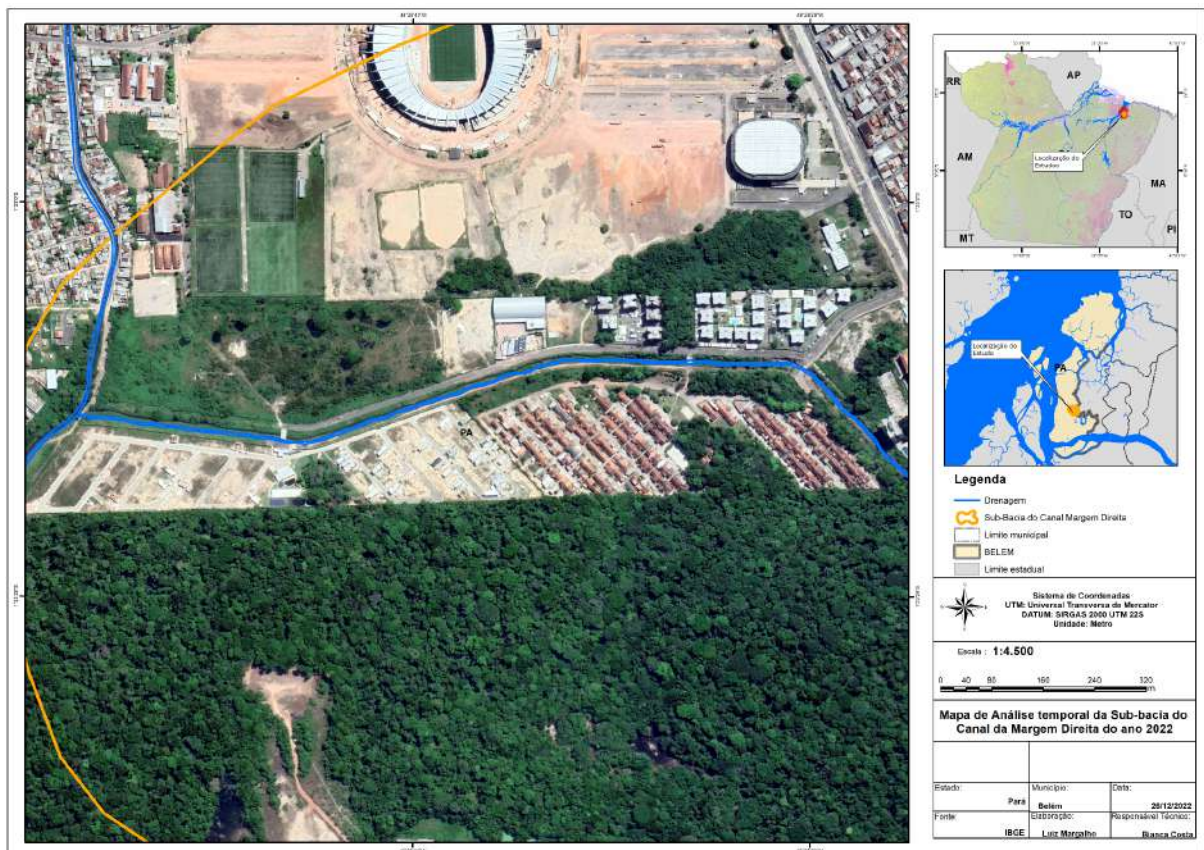 PA
RR
AP
AM
MA
TO
MT
PI
Localização do
Estudos
Localização do
Estudo
PA
Legenda
Drenagem
Sub-Bacia do Canal Margem Direita
Limite municipal
BELEM
Limite estadual
Sistema de Coordenadas
UTM: Universal Transversa de Mercator
DATUM: SIRGAS 2000 UTM 22S
Unidade: Metro
Escala : 1:4.500
0 40 80 160 240 320
m
Mapa de Análise temporal da Sub-bacia do
Canal da Margem Direita do ano 2022
Estado: Município: Data:
Pará Belém 26/12/2022
Fonte: Elaboração: Responsável Técnico:
IBGE Luiz Margalho Bianca Costa